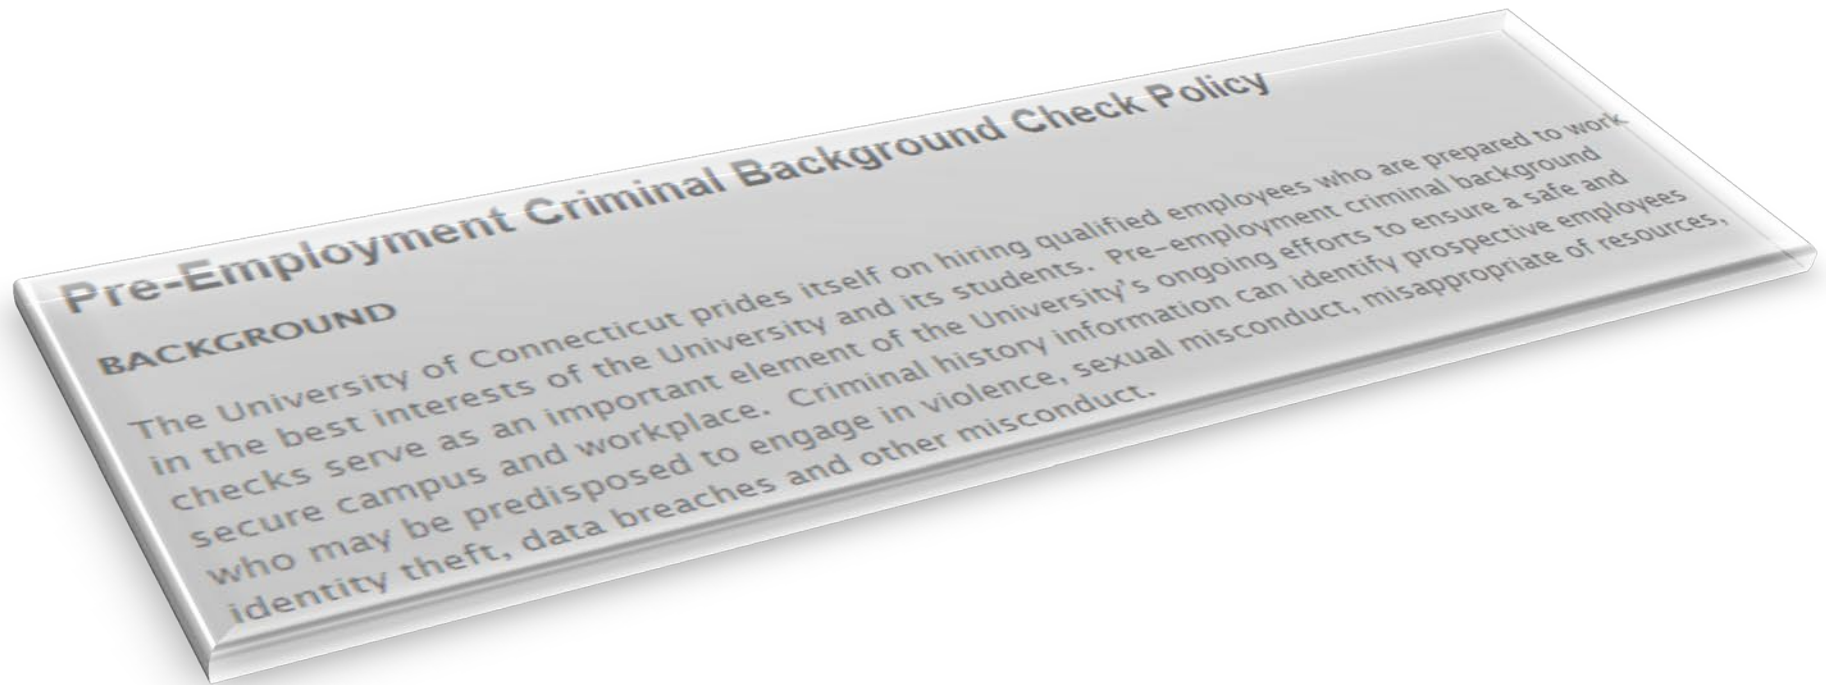 Pre-Employment Criminal Background Check Policy
BACKGROUND
The University of Connecticut prides itself on hiring qualified employees who are prepared to work
in the best interests of the University and its students. Pre-employment criminal background
checks serve as an important element of the University's ongoing efforts to ensure a safe and
secure campus and workplace. Criminal history information can identify prospective employees
who may be predisposed to engage in violence, sexual misconduct, misappropriate of resources,
identity theft, data breaches and other misconduct.